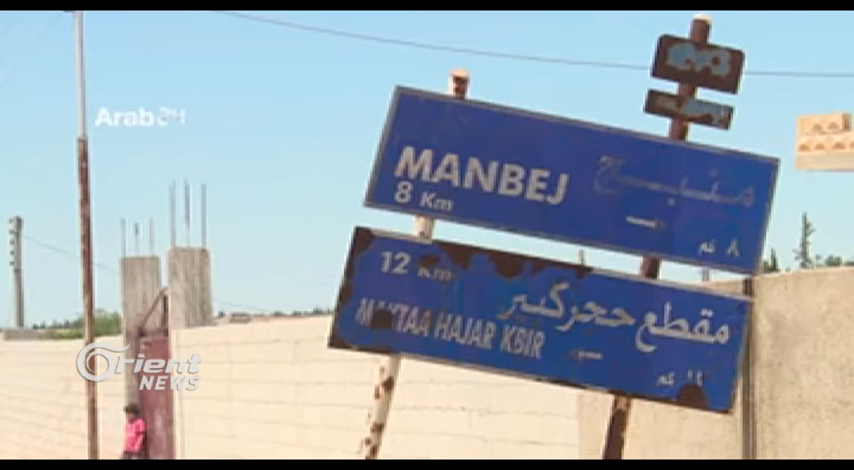 Arab24
MANBEJ منبج
8 Km ٨ كم
12 Km مقطع حجر كبير
MAKTAA HAJAR KBIR
١٢ كم
Orient
NEWS